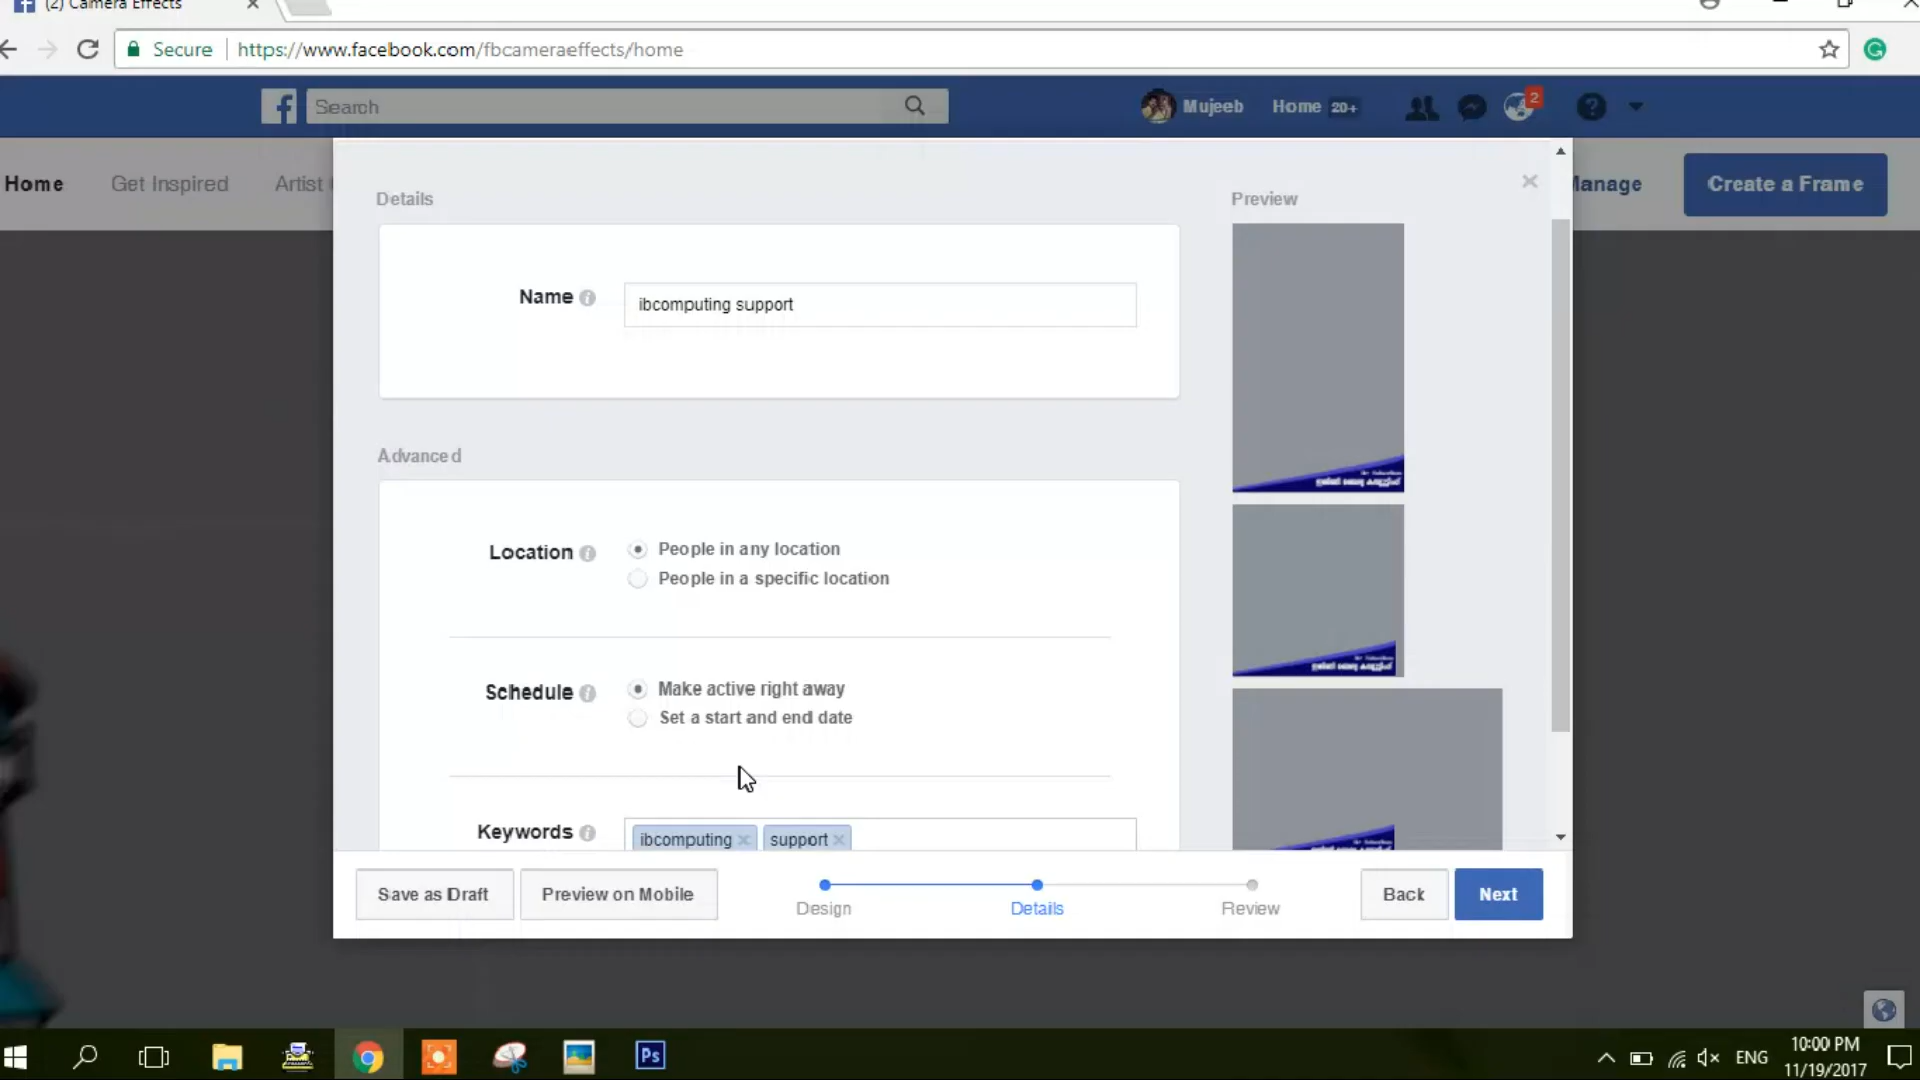 (2) Camera Effects
Secure
https://www.facebook.com/fbcameraeffects/home
Search
Mujeeb
Home 20+
2
Home
Get Inspired
Artist
Manage
Create a Frame
Details
Preview
Name
ibcomputing support
Advanced
Location
People in any location
People in a specific location
Schedule
Make active right away
Set a start and end date
Keywords
ibcomputing
support
Save as Draft
Preview on Mobile
Design
Details
Review
Back
Next
Ps
ENG
10:00 PM
11/19/2017